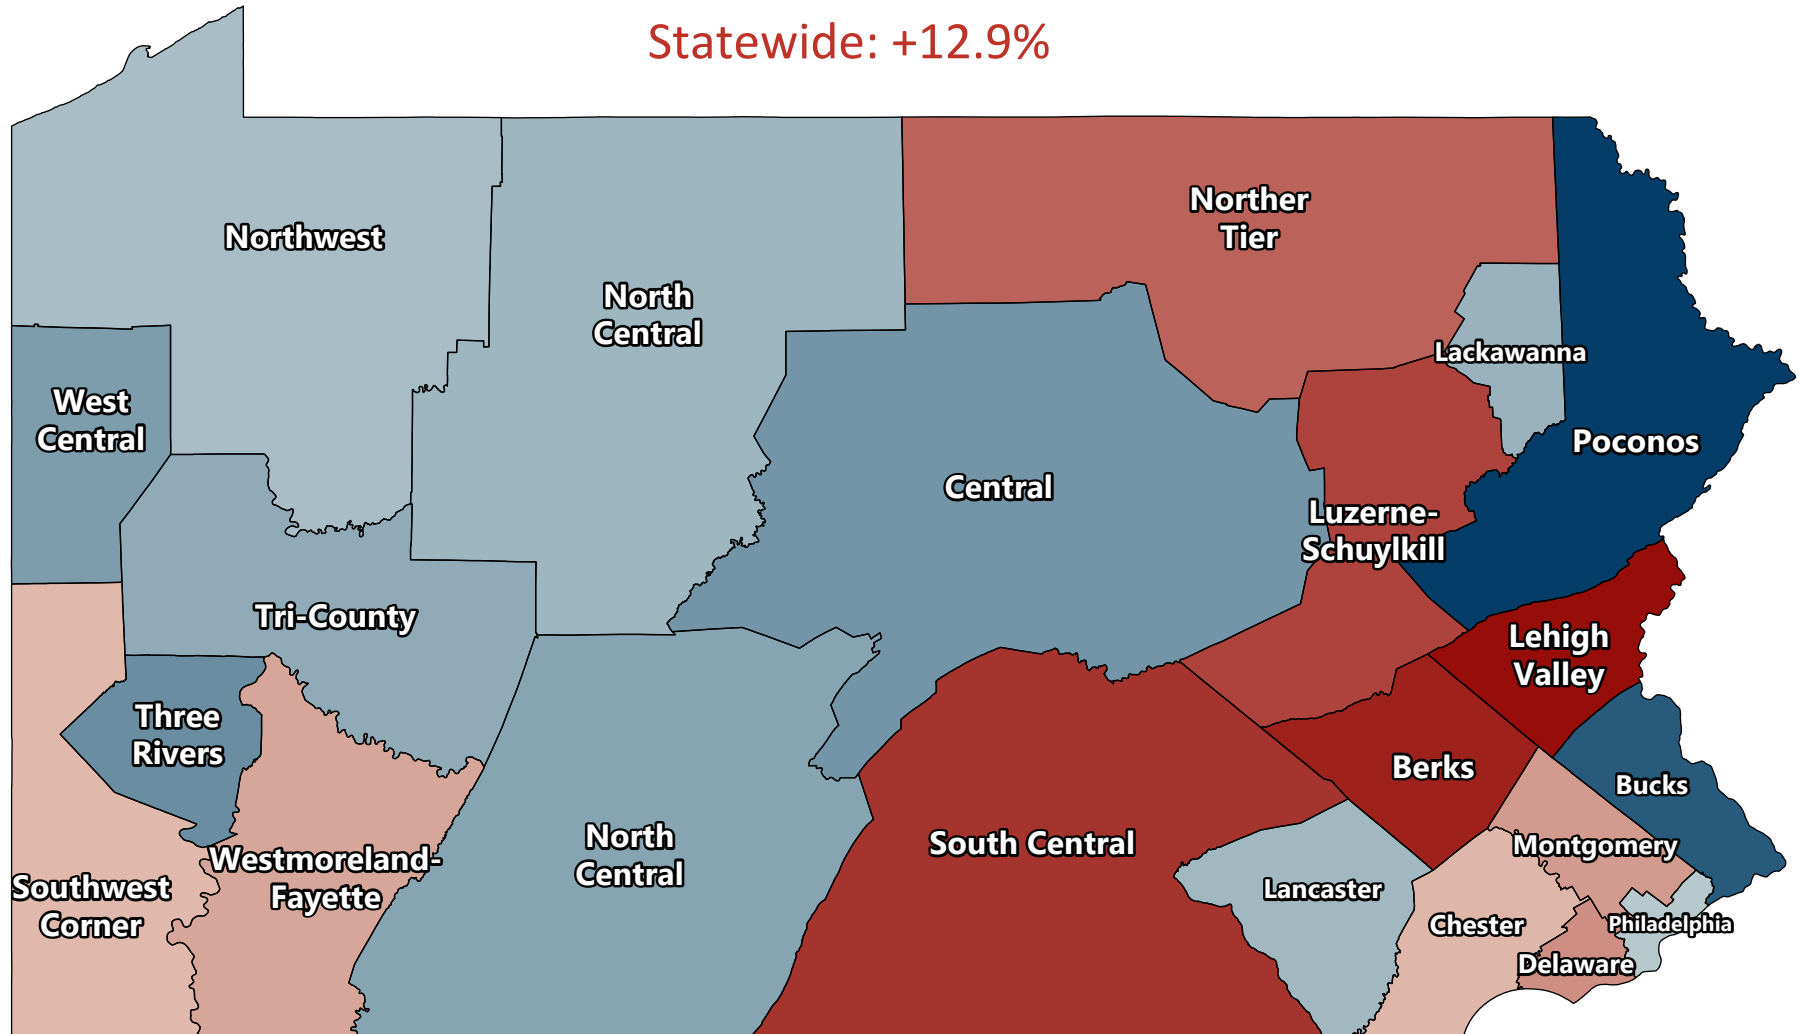 Statewide: +12.9%
Norther
Tier
Northwest
North
Central
Lackawanna
West
Central
Poconos
Central
Luzerne-
Schuylkill
Tri-County
Lehigh
Valley
Three
Rivers
Berks
Bucks
North
Central
South Central
Montgomery
Westmoreland-
Fayette
Southwest
Corner
Lancaster
Chester
Philadelphia
Delaware